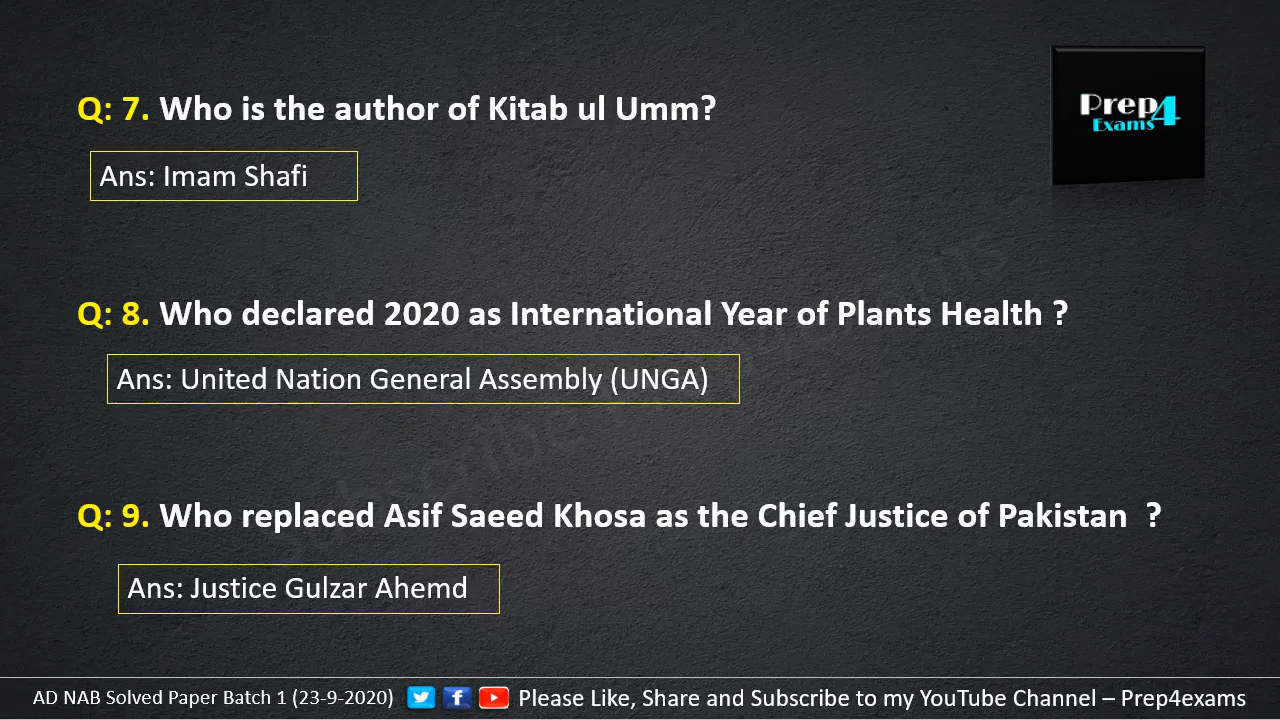 Prep4
Exams
Q: 7. Who is the author of Kitab ul Umm?
Ans: Imam Shafi
Q: 8. Who declared 2020 as International Year of Plants Health ?
Ans: United Nation General Assembly (UNGA)
Q: 9. Who replaced Asif Saeed Khosa as the Chief Justice of Pakistan ?
Ans: Justice Gulzar Ahemd
AD NAB Solved Paper Batch 1 (23-9-2020) Please Like, Share and Subscribe to my YouTube Channel – Prep4exams